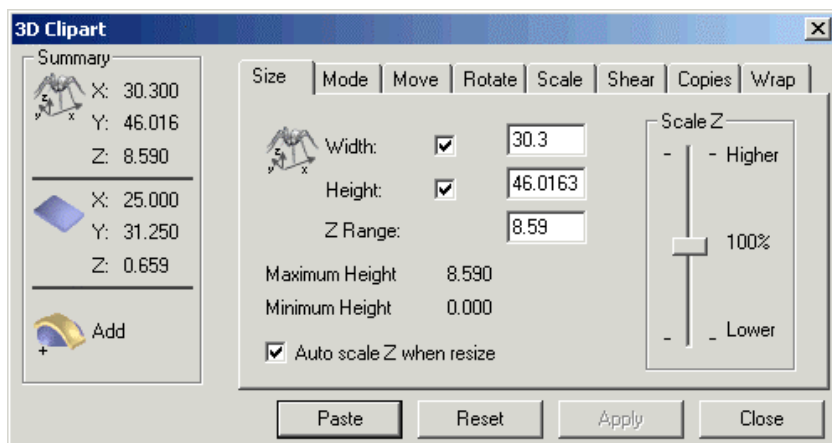 3D Clipart
Summary
X: 30.300
Y: 46.016
Z: 8.590
X: 25.000
Y: 31.250
Z: 0.659
Add
Size Mode Move Rotate Scale Shear Copies Wrap
Width: 30.3
Height: 46.0163
Z Range: 8.59
Maximum Height 8.590
Minimum Height 0.000
Auto scale Z when resize
Scale Z
- - Higher
100%
- - Lower
Paste Reset Apply Close